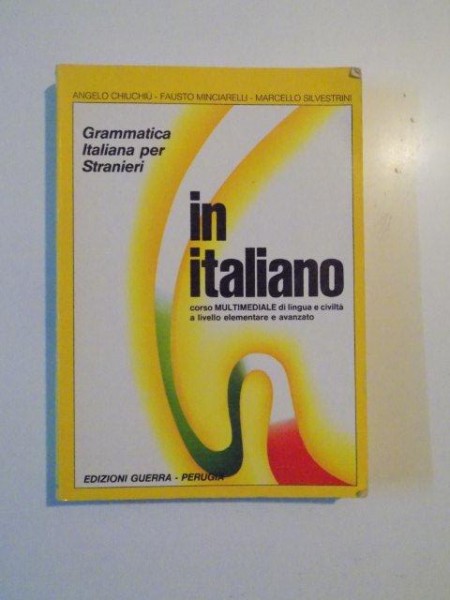 ANGELO CHIUCHIÙ - FAUSTO MINCIARELLI - MARCELLO SILVESTRINI
Grammatica
Italiana per
Stranieri
in
italiano
corso MULTIMEDIALE di lingua e civiltà
a livello elementare e avanzato
EDIZIONI GUERRA - PERUGIA